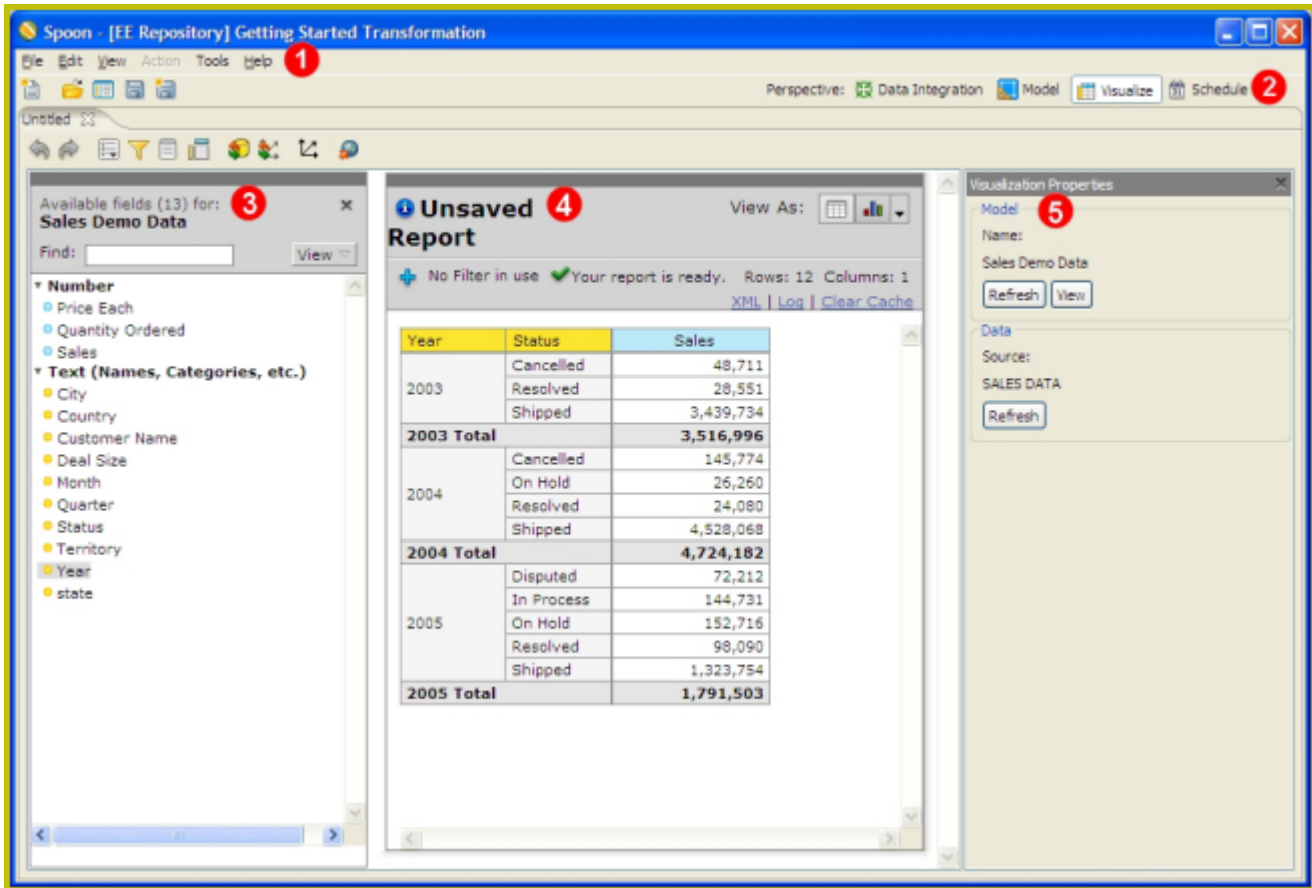 Spoon - [EE Repository] Getting Started Transformation
File Edit View Action Tools Help 1
Perspective: Data Integration Model Visualize Schedule 2
Untitled
Available fields (13) for: 3
Sales Demo Data
Find: View
Number
Price Each
Quantity Ordered
Sales
Text (Names, Categories, etc.)
City
Country
Customer Name
Deal Size
Month
Quarter
Status
Territory
Year
state
Unsaved 4
Report
View As:
No Filter in use Your report is ready. Rows: 12 Columns: 1
XML | Log | Clear Cache
Year Status Sales
2003
Cancelled 48,711
Resolved 28,551
Shipped 3,439,734
2003 Total 3,516,996
2004
Cancelled 145,774
On Hold 26,260
Resolved 24,080
Shipped 4,528,068
2004 Total 4,724,182
2005
Disputed 72,212
In Process 144,731
On Hold 152,716
Resolved 98,090
Shipped 1,323,754
2005 Total 1,791,503
Visualization Properties
Model 5
Name:
Sales Demo Data
Refresh View
Data
Source:
SALES DATA
Refresh